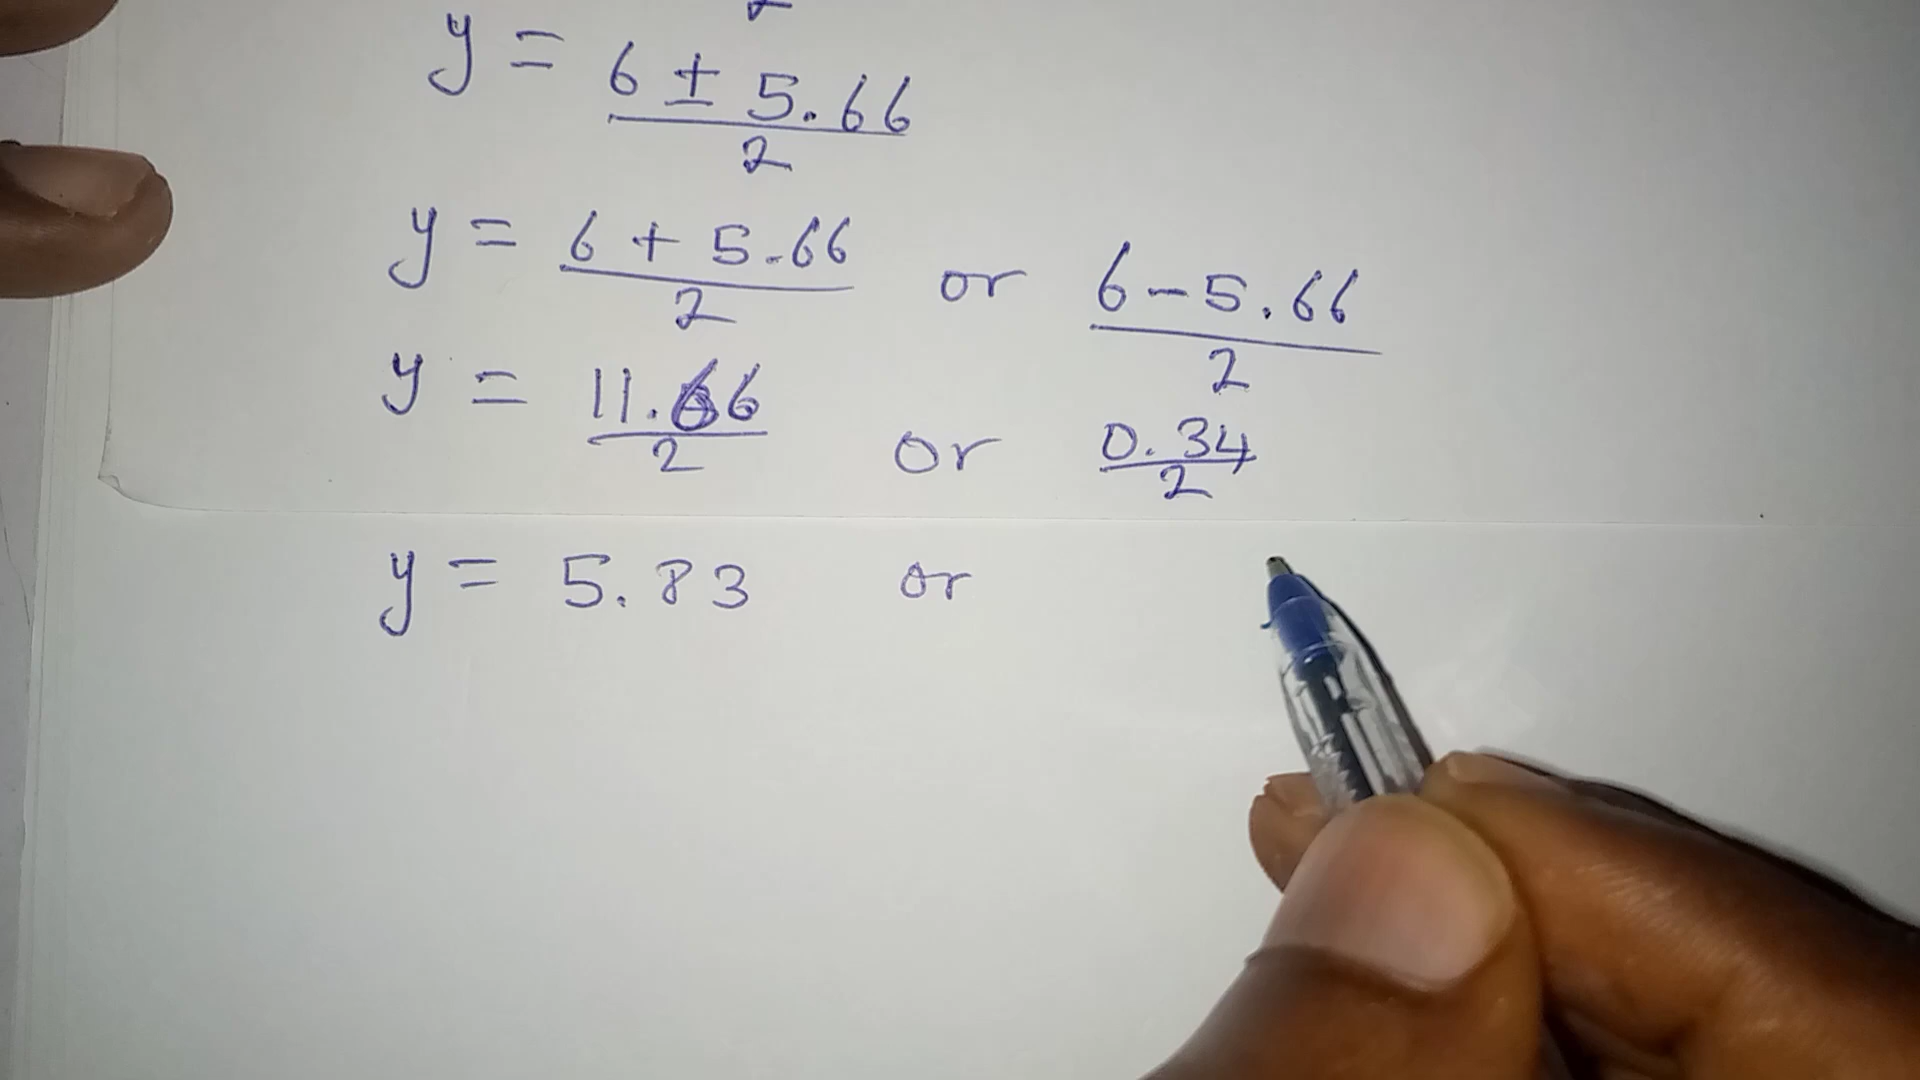 y = 6 ± 5.66
2
y = 6 + 5.66 or 6 - 5.66
2 2
y = 11.66 or 0.34
2 2
y = 5.83 or